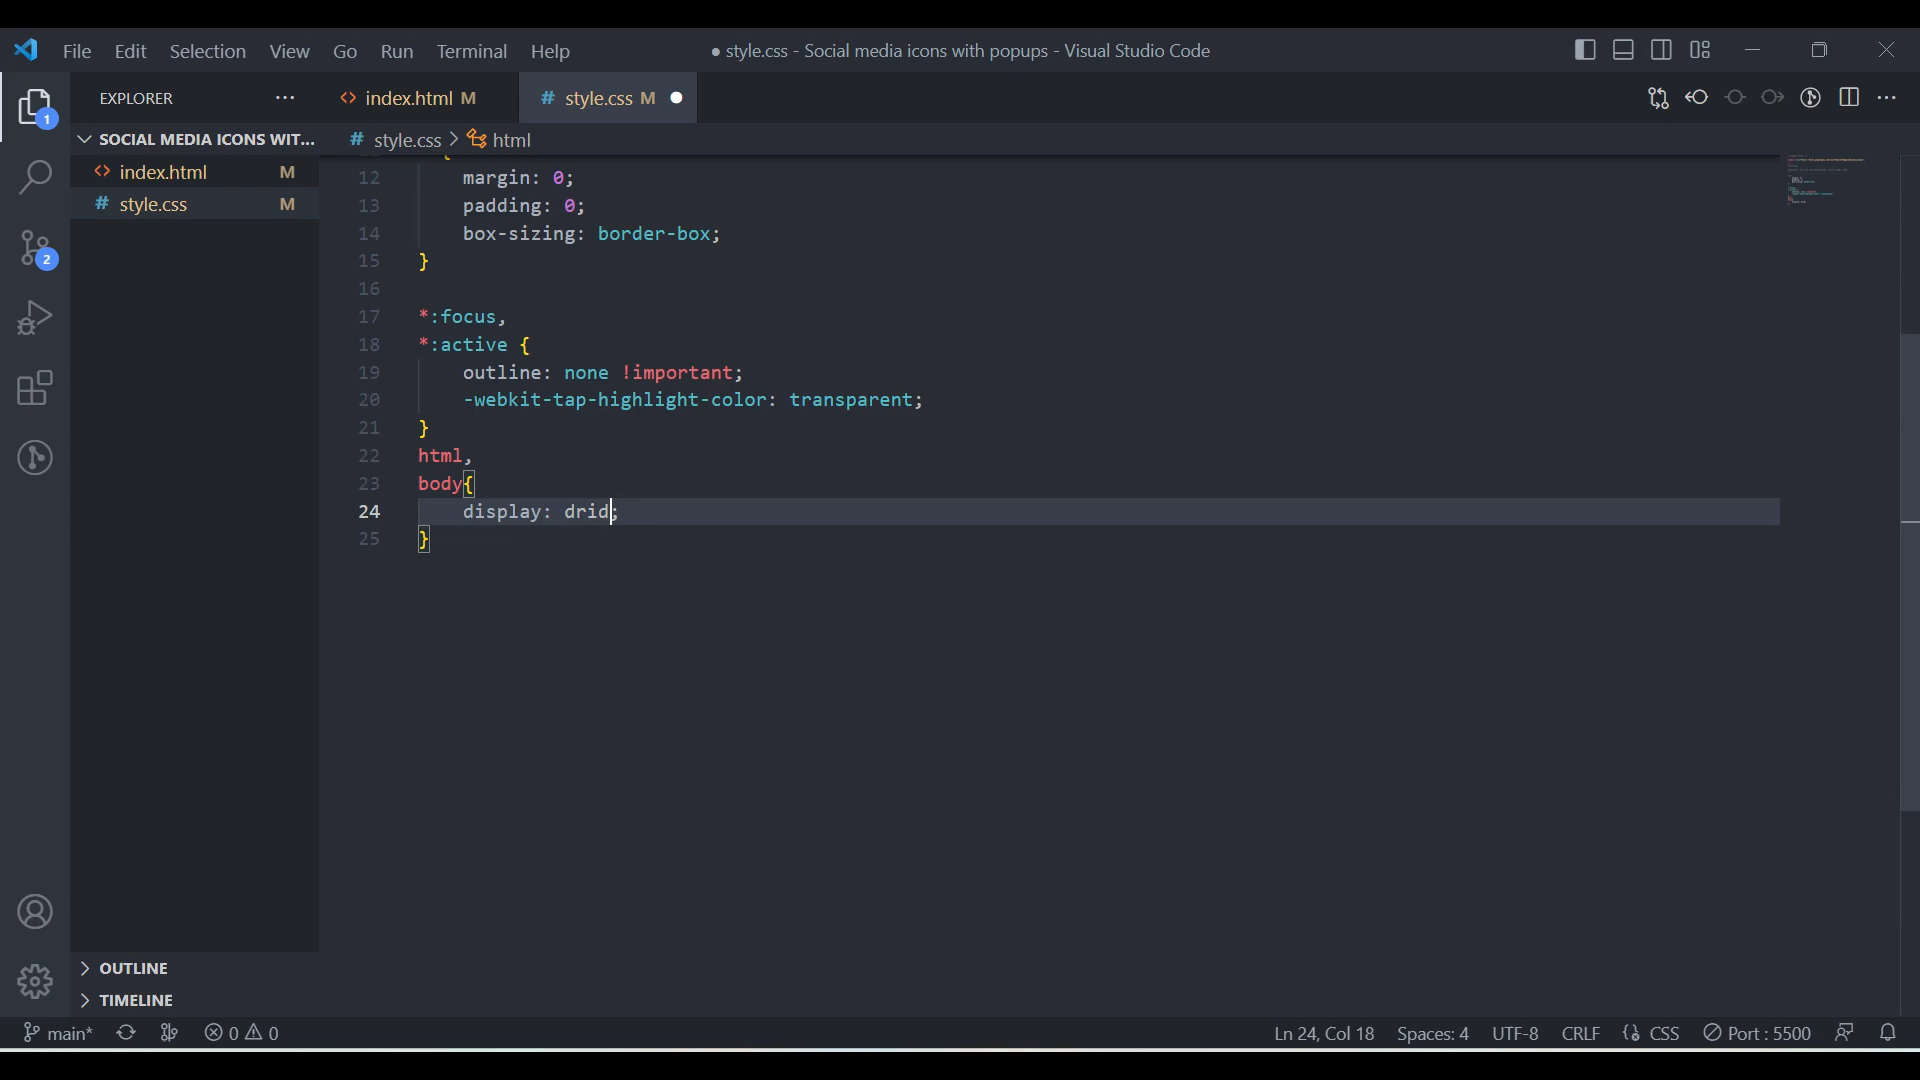 File Edit Selection View Go Run Terminal Help ● style.css - Social media icons with popups - Visual Studio Code
EXPLORER ... <> index.html M # style.css M ●
SOCIAL MEDIA ICONS WIT... # style.css > html
1
<> index.html M
# style.css M
2
12 margin: 0;
13 padding: 0;
14 box-sizing: border-box;
15 }
16
17 *:focus,
18 *:active {
19 outline: none !important;
20 -webkit-tap-highlight-color: transparent;
21 }
22 html,
23 body{
24 display: drid;
25 }
> OUTLINE
> TIMELINE
main* 0 0 Ln 24, Col 18 Spaces: 4 UTF-8 CRLF {} CSS Port : 5500